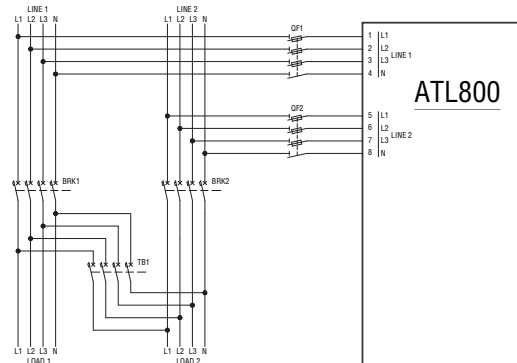 LINE 1
L1 L2 L3 N
LINE 2
L1 L2 L3 N
QF1
1 L1
2 L2
3 L3
4 N
LINE 1
ATL800
QF2
5 L1
6 L2
7 L3
8 N
LINE 2
BRK1
BRK2
TB1
L1 L2 L3 N
LOAD 1
L1 L2 L3 N
LOAD 2